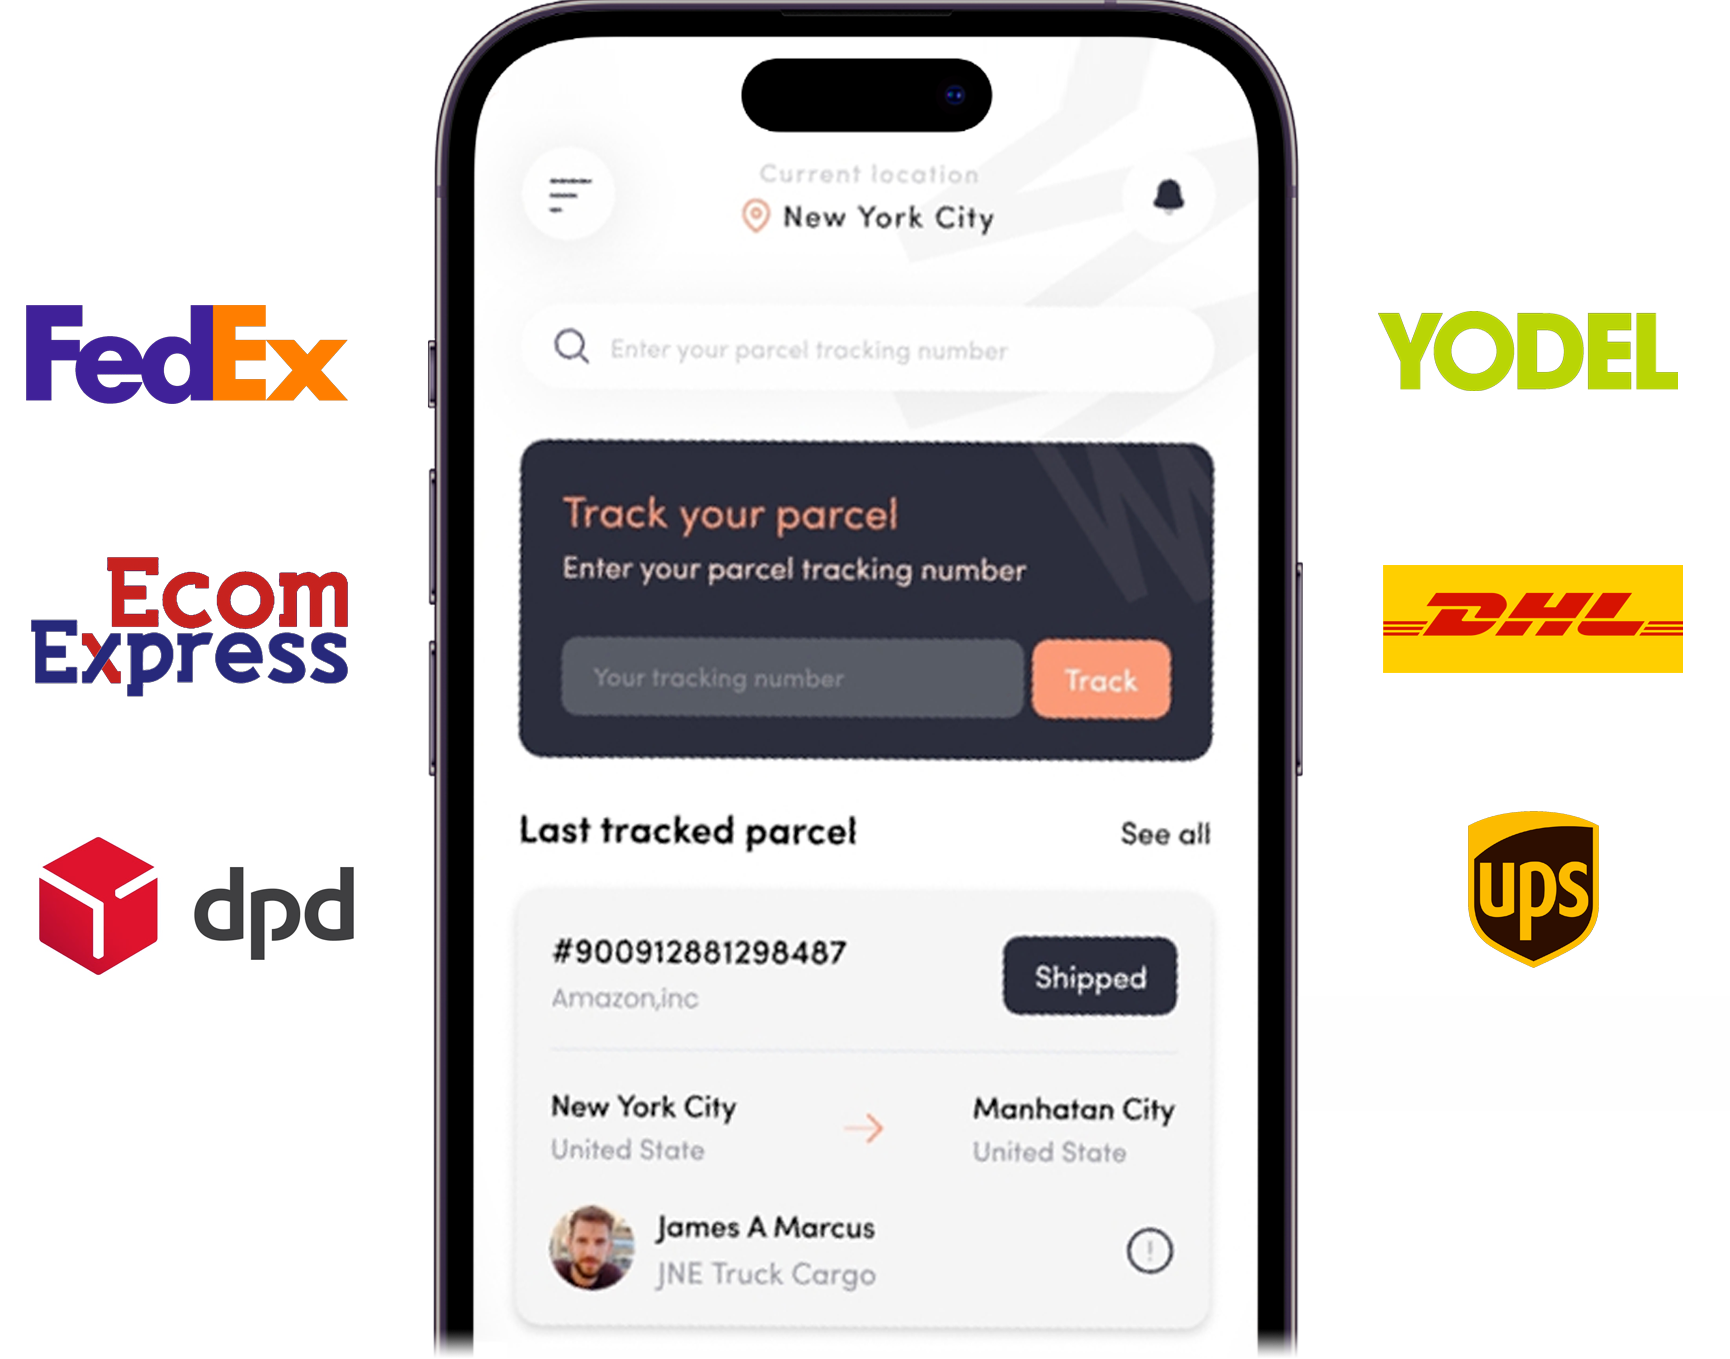 Current location
New York City
Enter your parcel tracking number
FedEx
YODEL
Track your parcel
Enter your parcel tracking number
Your tracking number
Track
Ecom
Express
DHL
Last tracked parcel
See all
dpd
ups
#900912881298487
Amazon,inc
Shipped
New York City
United State
Manhatan City
United State
James A Marcus
JNE Truck Cargo